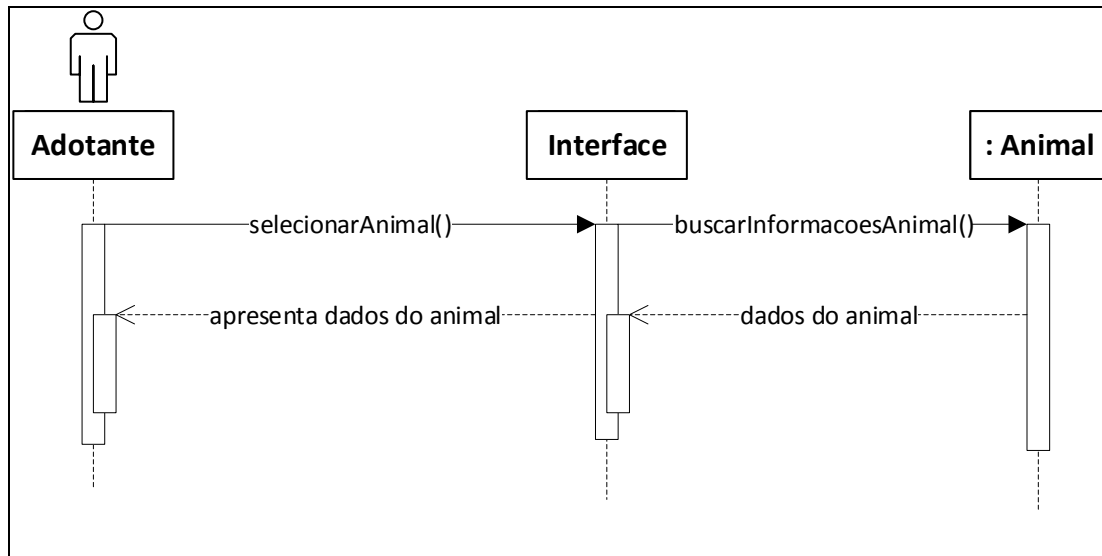 Adotante
Interface
: Animal
selecionarAnimal()
buscarInformacoesAnimal()
apresenta dados do animal
dados do animal